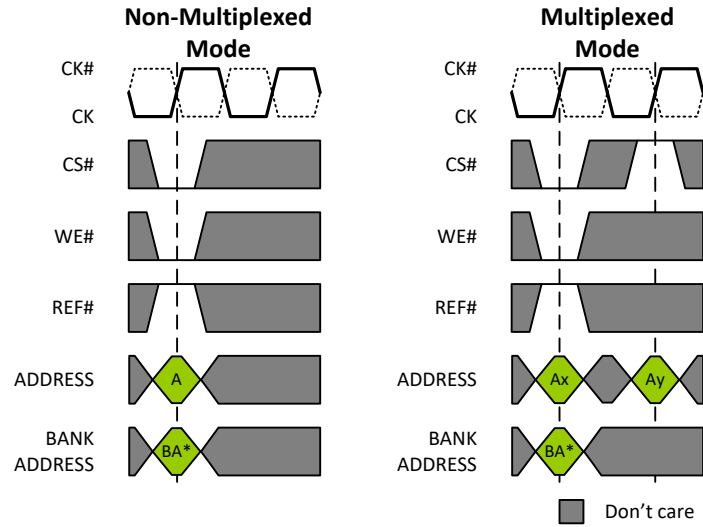 Non-Multiplexed
Mode
CK#
CK
CS#
WE#
REF#
ADDRESS
A
BANK
ADDRESS
BA*
Multiplexed
Mode
CK#
CK
CS#
WE#
REF#
ADDRESS
Ax
Ay
BANK
ADDRESS
BA*
Don't care